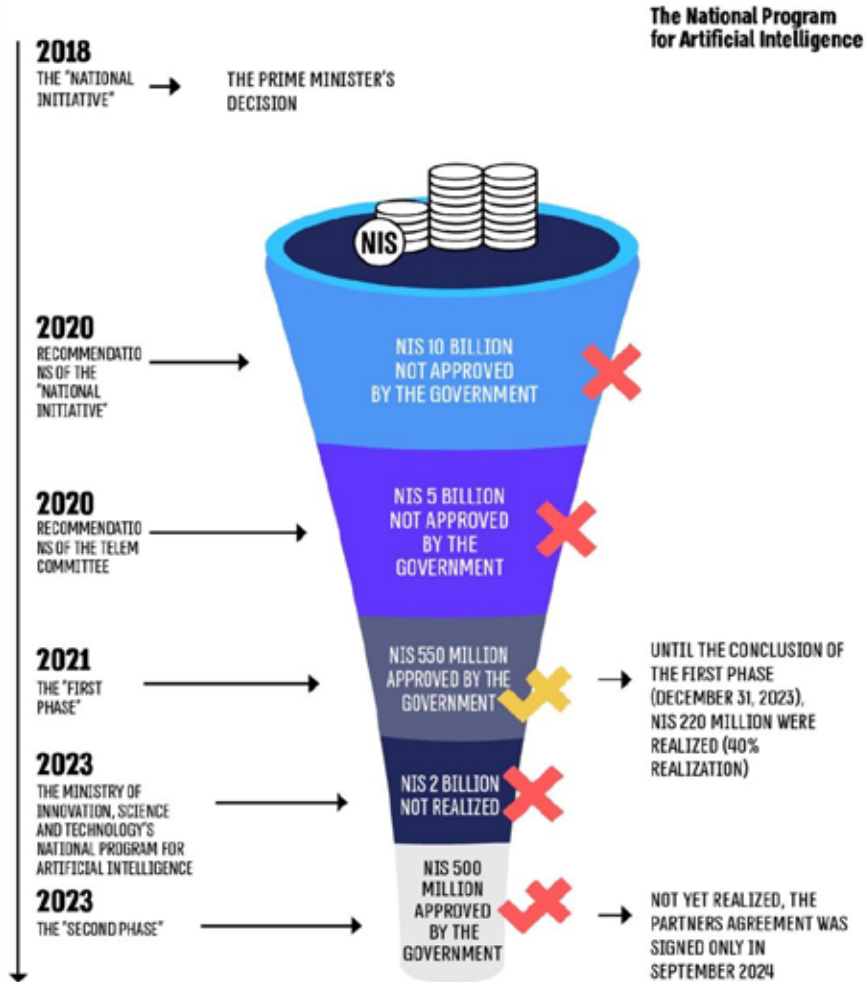 The National Program
for Artificial Intelligence
2018
THE "NATIONAL
INITIATIVE"
THE PRIME MINISTER'S
DECISION
NIS
2020
RECOMMENDATIO
NS OF THE
"NATIONAL
INITIATIVE"
NIS 10 BILLION
NOT APPROVED
BY THE GOVERNMENT
2020
RECOMMENDATIO
NS OF THE TELEM
COMMITTEE
NIS 5 BILLION
NOT APPROVED
BY THE
GOVERNMENT
2021
THE "FIRST
PHASE"
NIS 550 MILLION
APPROVED BY THE
GOVERNMENT
UNTIL THE CONCLUSION OF
THE FIRST PHASE
(DECEMBER 31, 2023),
NIS 220 MILLION WERE
REALIZED (40%
REALIZATION)
2023
THE MINISTRY OF
INNOVATION, SCIENCE
AND TECHNOLOGY'S
NATIONAL PROGRAM FOR
ARTIFICIAL INTELLIGENCE
NIS 2 BILLION
NOT REALIZED
2023
THE "SECOND PHASE"
NIS 500
MILLION
APPROVED
BY THE
GOVERNMENT
NOT YET REALIZED, THE
PARTNERS AGREEMENT WAS
SIGNED ONLY IN
SEPTEMBER 2024